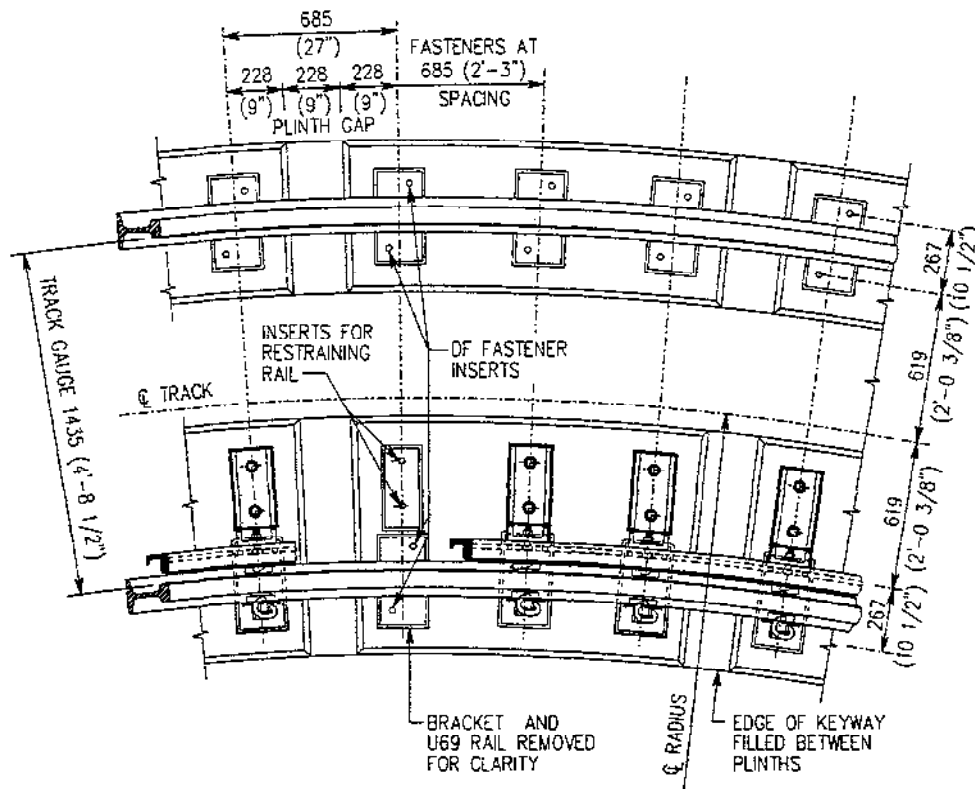 685
(27")
FASTENERS AT
685 (2'-3")
SPACING
228
(9")
228
(9")
228
(9")
PLINTH GAP
TRACK GAUGE 1435 (4'-8 1/2")
INSERTS FOR
RESTRAINING
RAIL
DF FASTENER
INSERTS
℄ TRACK
267
(10 1/2")
619
(2'-0 3/8")
619
(2'-0 3/8")
267
(10 1/2")
BRACKET AND
U69 RAIL REMOVED
FOR CLARITY
℄ RADIUS
EDGE OF KEYWAY
FILLED BETWEEN
PLINTHS